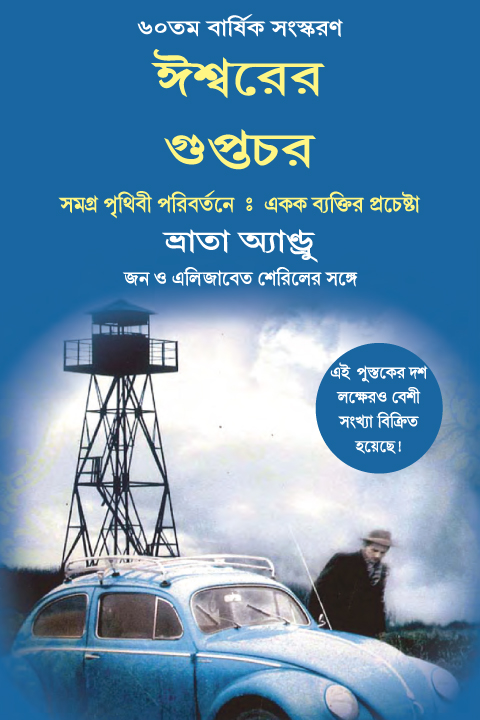 ৬০তম বার্ষিক সংস্করণ
ঈশ্বরের
গুপ্তচর
সমগ্র পৃথিবী পরিবর্তনে ঃ একক ব্যক্তির প্রচেষ্টা
ভ্রাতা অ্যাণ্ড্রু
জন ও এলিজাবেত শেরিলের সঙ্গে
এই পুস্তকের দশ
লক্ষেরও বেশী
সংখ্যা বিক্রিত
হয়েছে!